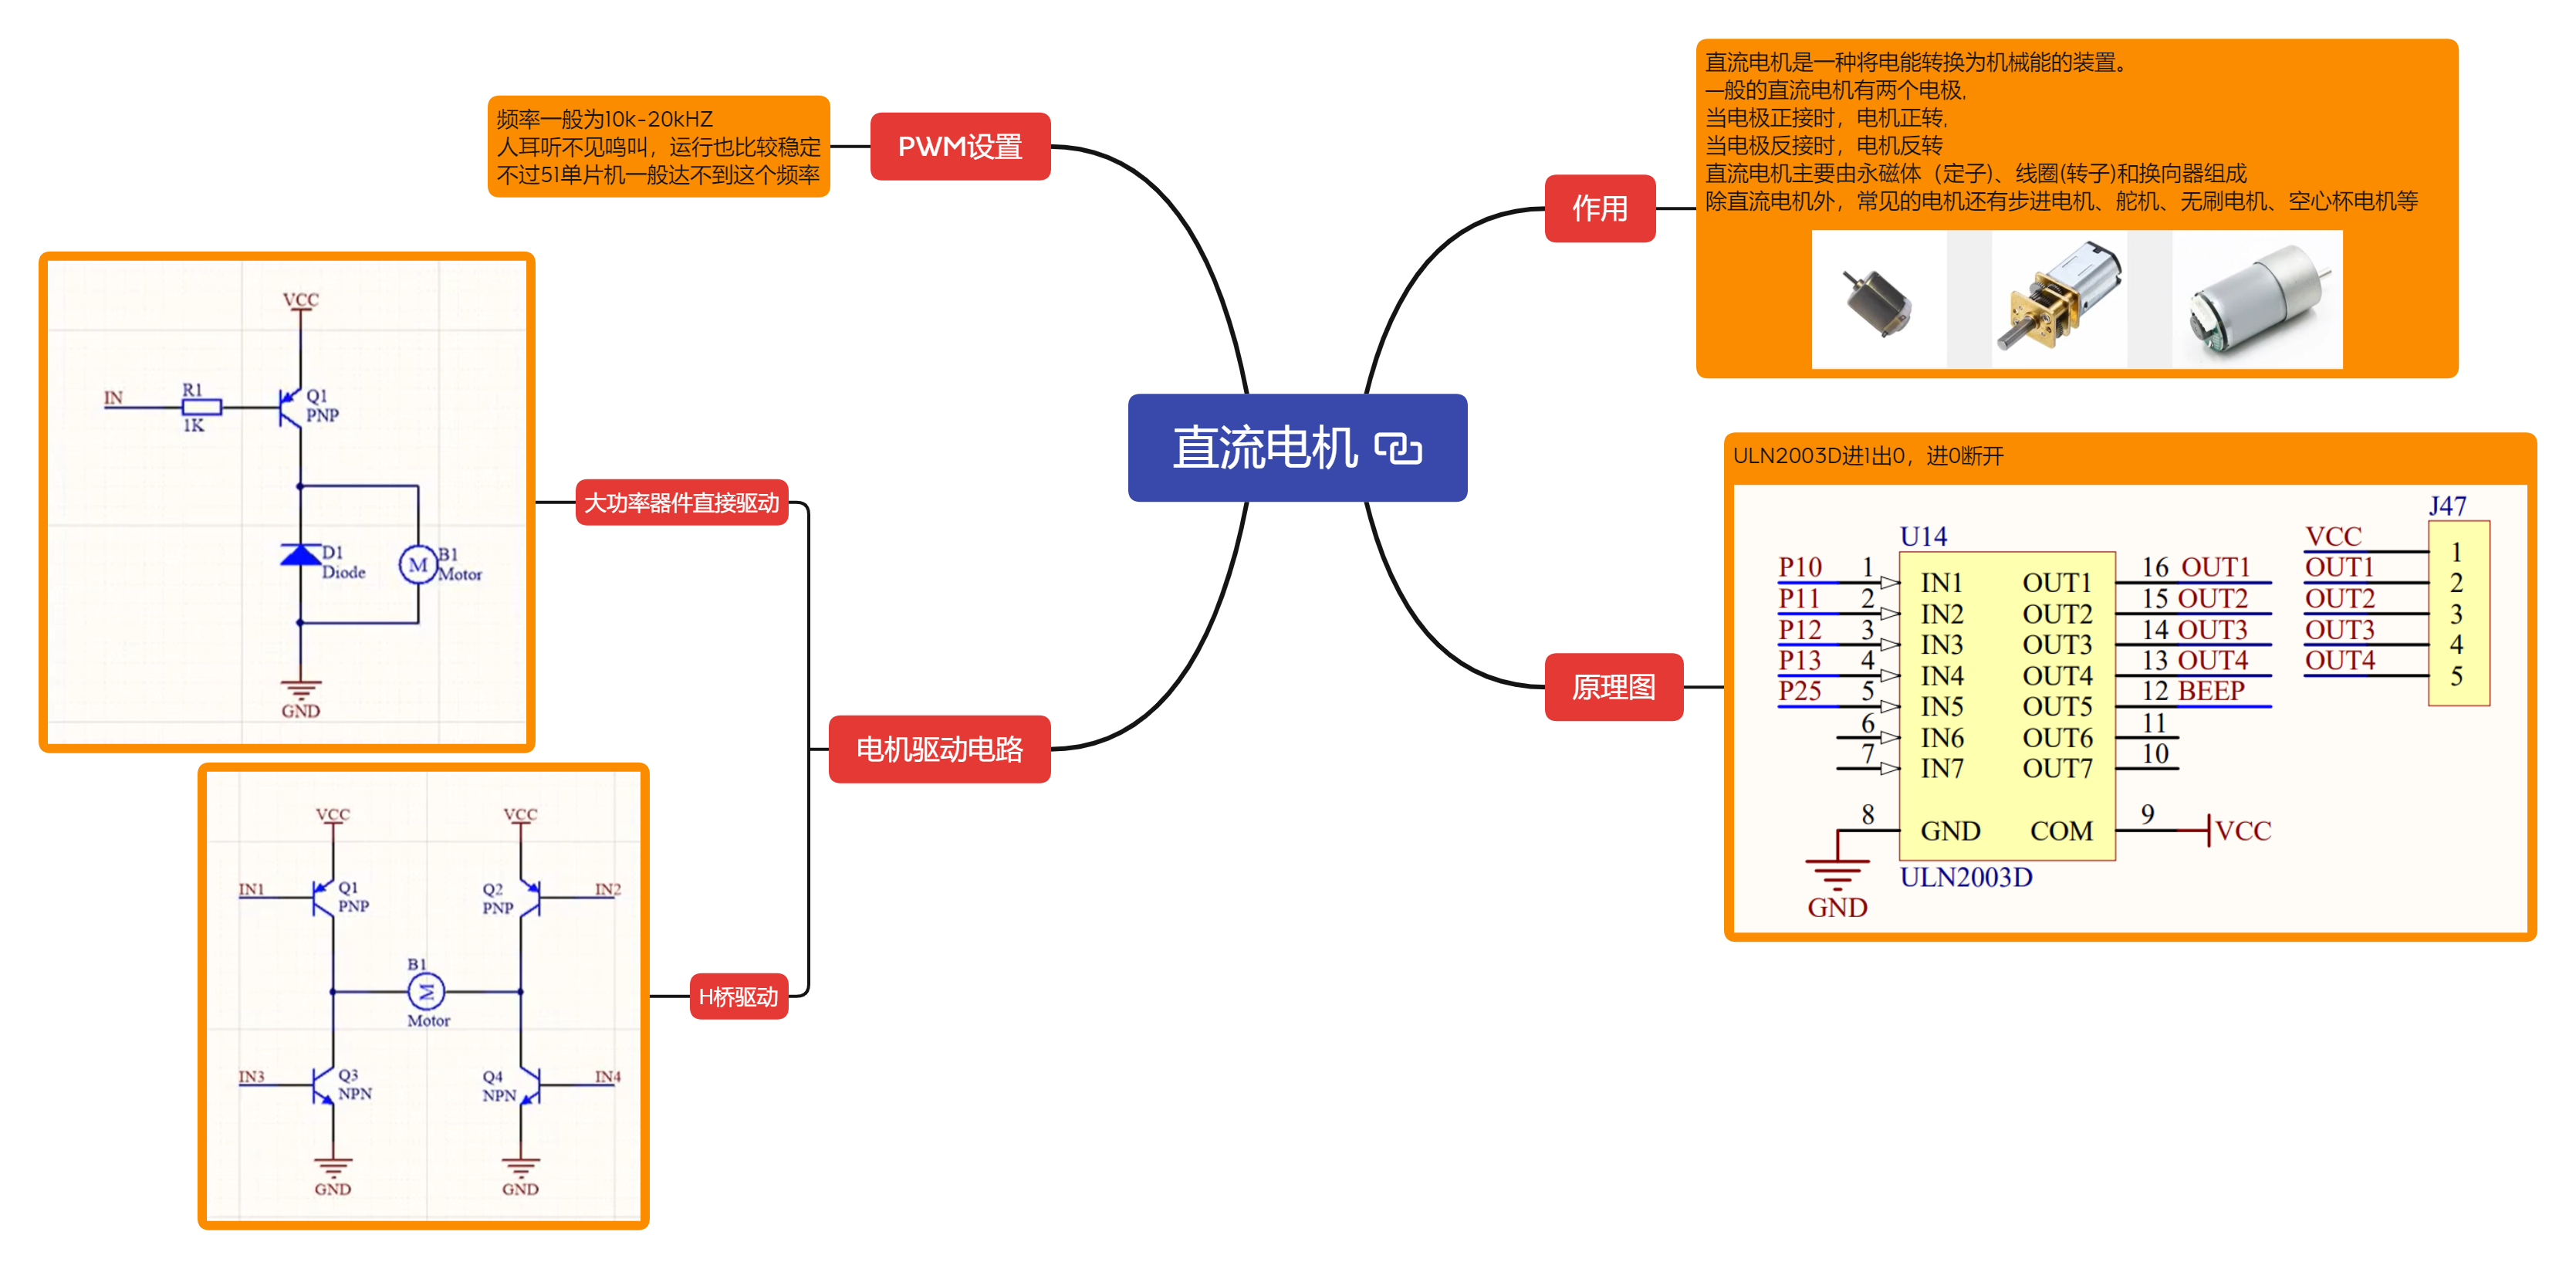 直流电机
作用
直流电机是一种将电能转换为机械能的装置。
一般的直流电机有两个电极,
当电极正接时，电机正转,
当电极反接时，电机反转
直流电机主要由永磁体（定子)、线圈(转子)和换向器组成
除直流电机外，常见的电机还有步进电机、舵机、无刷电机、空心杯电机等
原理图
ULN2003D进1出0，进0断开
J47
U14
VCC
1
P10 1 IN1 OUT1 16 OUT1
OUT1 2
P11 2 IN2 OUT2 15 OUT2
OUT2 3
P12 3 IN3 OUT3 14 OUT3
OUT3 4
P13 4 IN4 OUT4 13 OUT4
OUT4 5
P25 5 IN5 OUT5 12 BEEP
6 IN6 OUT6 11
7 IN7 OUT7 10
8 GND COM 9 VCC
ULN2003D
GND
PWM设置
频率一般为10k-20kHZ
人耳听不见鸣叫，运行也比较稳定
不过51单片机一般达不到这个频率
电机驱动电路
大功率器件直接驱动
VCC
IN
R1
1K
Q1
PNP
D1
Diode
M
B1
Motor
GND
H桥驱动
VCC VCC
IN1
Q1
PNP
Q2
PNP
IN2
B1
M
Motor
IN3
Q3
NPN
Q4
NPN
IN4
GND GND